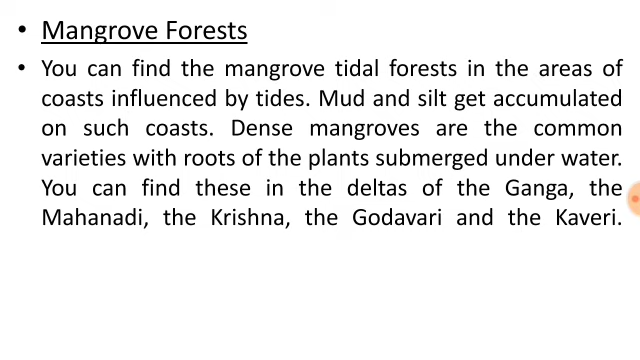 • Mangrove Forests
• You can find the mangrove tidal forests in the areas of
coasts influenced by tides. Mud and silt get accumulated
on such coasts. Dense mangroves are the common
varieties with roots of the plants submerged under water.
You can find these in the deltas of the Ganga, the
Mahanadi, the Krishna, the Godavari and the Kaveri.